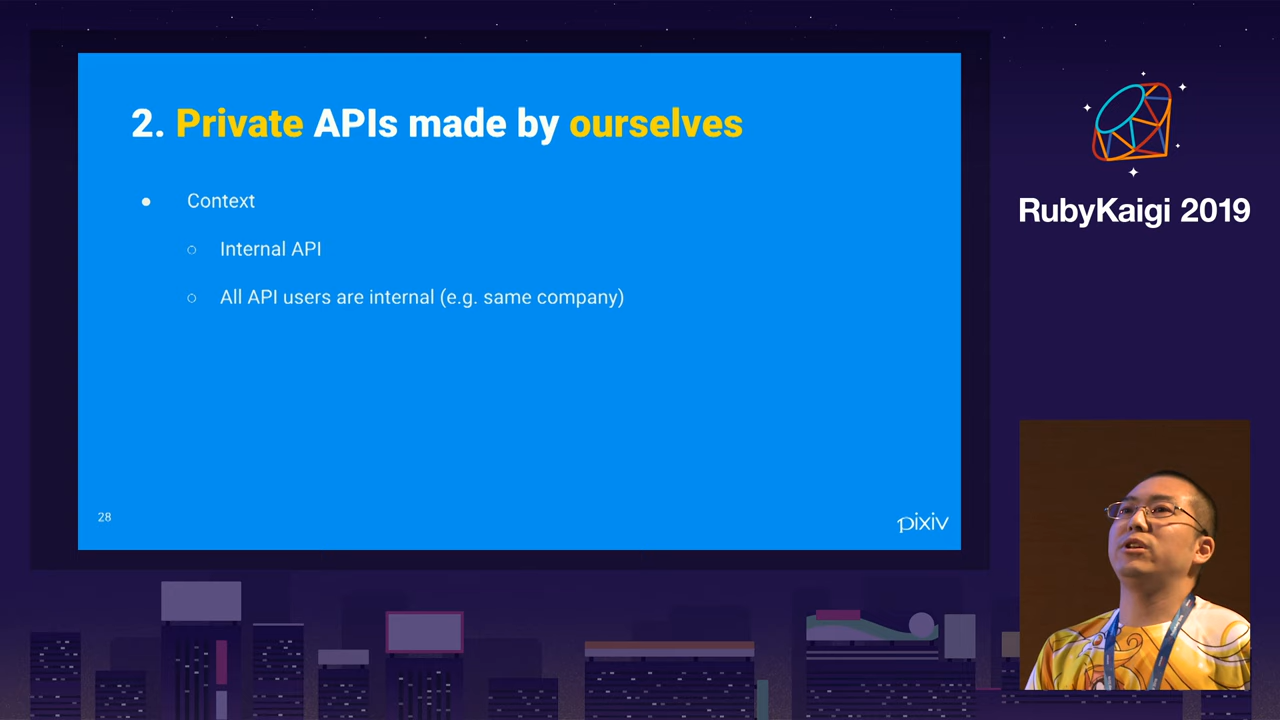 2. Private APIs made by ourselves
● Context
○ Internal API
○ All API users are internal (e.g. same company)
28
pixiv
RubyKaigi 2019